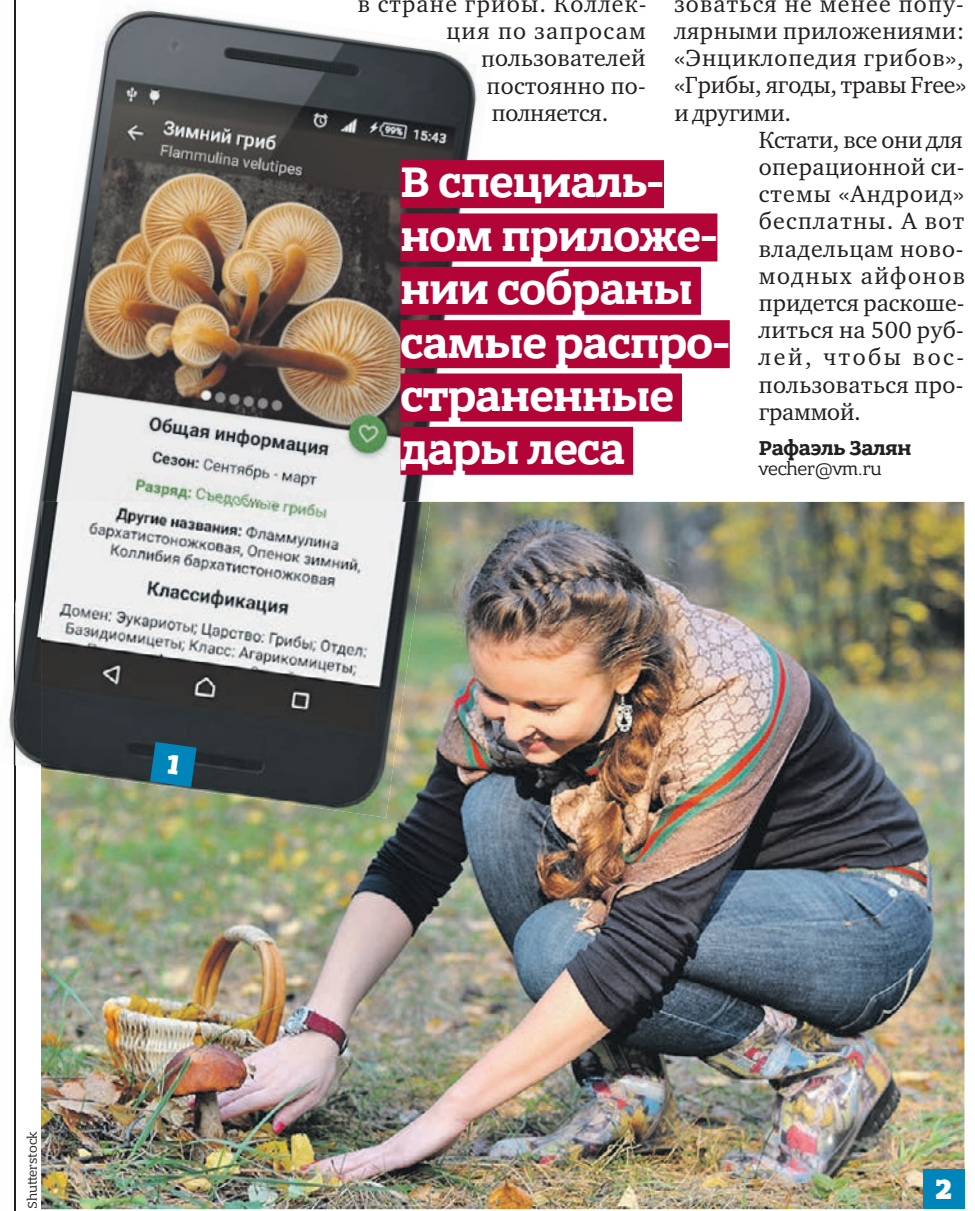 в стране грибы. Коллек-
ция по запросам
пользователей
постоянно по-
полняется.
зоваться не менее попу-
лярными приложениями:
«Энциклопедия грибов»,
«Грибы, ягоды, травы Free»
и другими.
Кстати, все они для
операционной си-
стемы «Андроид»
бесплатны. А вот
владельцам ново-
модных айфонов
придется раскоше-
литься на 500 руб-
лей, чтобы вос-
пользоваться про-
граммой.
Рафаэль Залян
vecher@vm.ru
В специаль-
ном приложе-
нии собраны
самые распро-
страненные
дары леса
99% 15:43
Зимний гриб
Flammulina velutipes
Общая информация
Сезон: Сентябрь - март
Разряд: Съедобные грибы
Другие названия: Фламмулина
бархатистоножковая, Опенок зимний,
Коллибия бархатистоножковая
Классификация
Домен: Эукариоты; Царство: Грибы; Отдел:
Базидиомицеты; Класс: Агарикомицеты;
1
Shutterstock
2